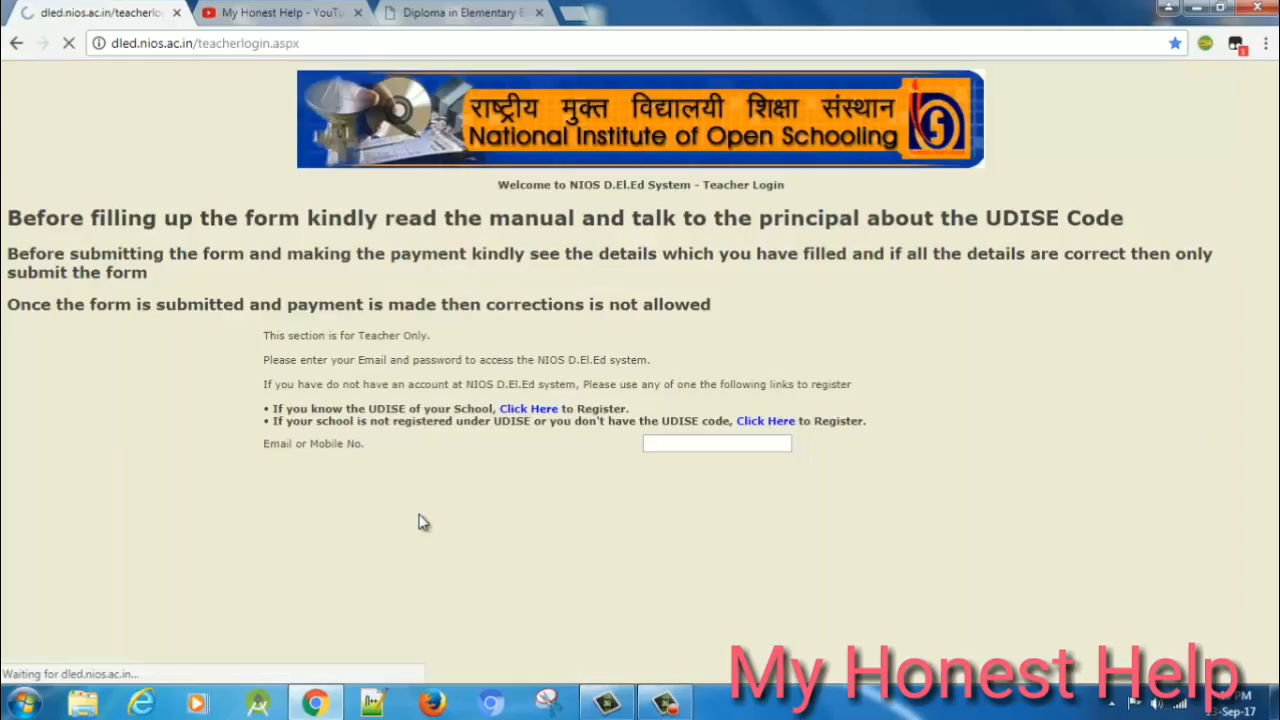 dled.nios.ac.in/teacherlo
My Honest Help - YouTu
Diploma in Elementary E
dled.nios.ac.in/teacherlogin.aspx
राष्ट्रीय मुक्त विद्यालयी शिक्षा संस्थान
National Institute of Open Schooling
Welcome to NIOS D.El.Ed System - Teacher Login
Before filling up the form kindly read the manual and talk to the principal about the UDISE Code
Before submitting the form and making the payment kindly see the details which you have filled and if all the details are correct then only
submit the form
Once the form is submitted and payment is made then corrections is not allowed
This section is for Teacher Only.
Please enter your Email and password to access the NIOS D.El.Ed system.
If you have do not have an account at NIOS D.El.Ed system, Please use any of one the following links to register
• If you know the UDISE of your School, Click Here to Register.
• If your school is not registered under UDISE or you don't have the UDISE code, Click Here to Register.
Email or Mobile No.
Waiting for dled.nios.ac.in...
My Honest Help
PM
-Sep-17